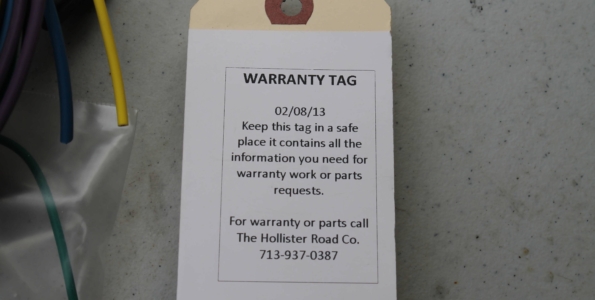 WARRANTY TAG
02/08/13
Keep this tag in a safe
place it contains all the
information you need for
warranty work or parts
requests.
For warranty or parts call
The Hollister Road Co.
713-937-0387